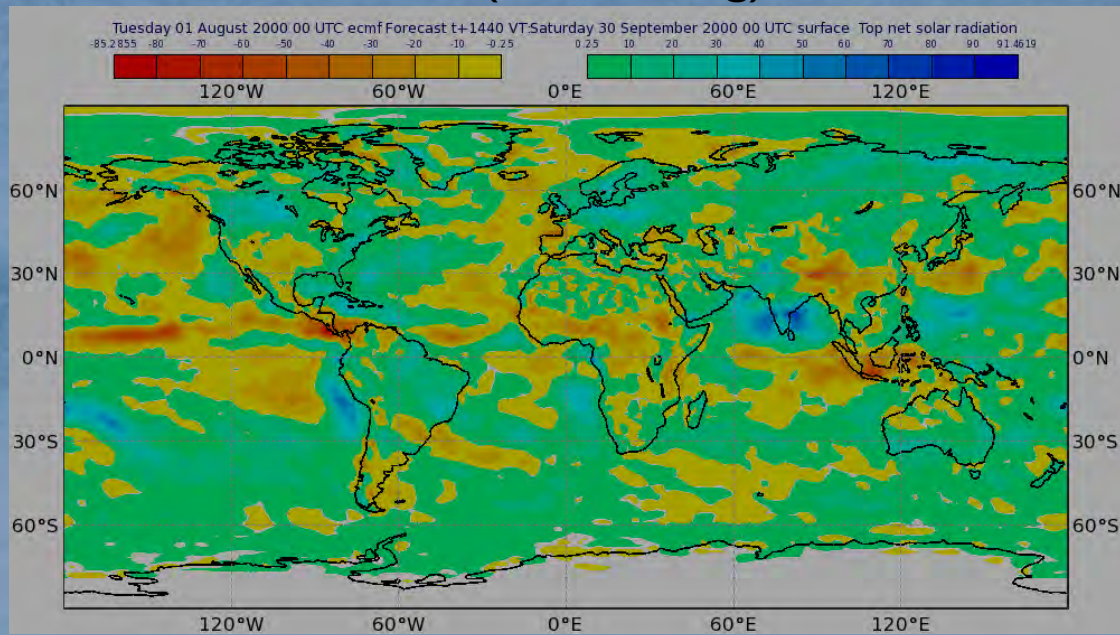 Tuesday 01 August 2000 00 UTC ecmf Forecast t+1440 VT:Saturday 30 September 2000 00 UTC surface Top net solar radiation
-85.2855 -80 -70 -60 -50 -40 -30 -20 -10 -0.25 0.25 10 20 30 40 50 60 70 80 90 91.4619
120°W 60°W 0°E 60°E 120°E
60°N 60°N
30°N 30°N
0°N 0°N
30°S 30°S
60°S 60°S
120°W 60°W 0°E 60°E 120°E